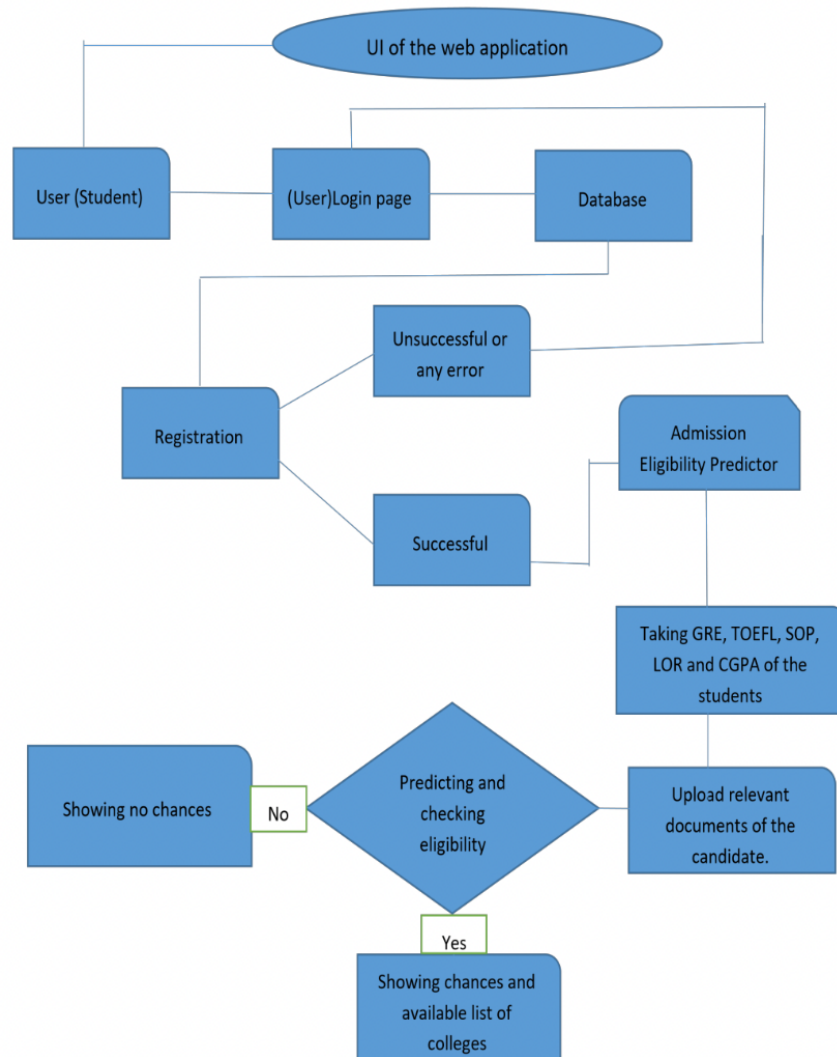 UI of the web application
User (Student)
(User)Login page
Database
Unsuccessful or
any error
Registration
Admission
Eligibility Predictor
Successful
Taking GRE, TOEFL, SOP,
LOR and CGPA of the
students
Predicting and
checking
eligibility
Showing no chances
No
Upload relevant
documents of the
candidate.
Yes
Showing chances and
available list of
colleges